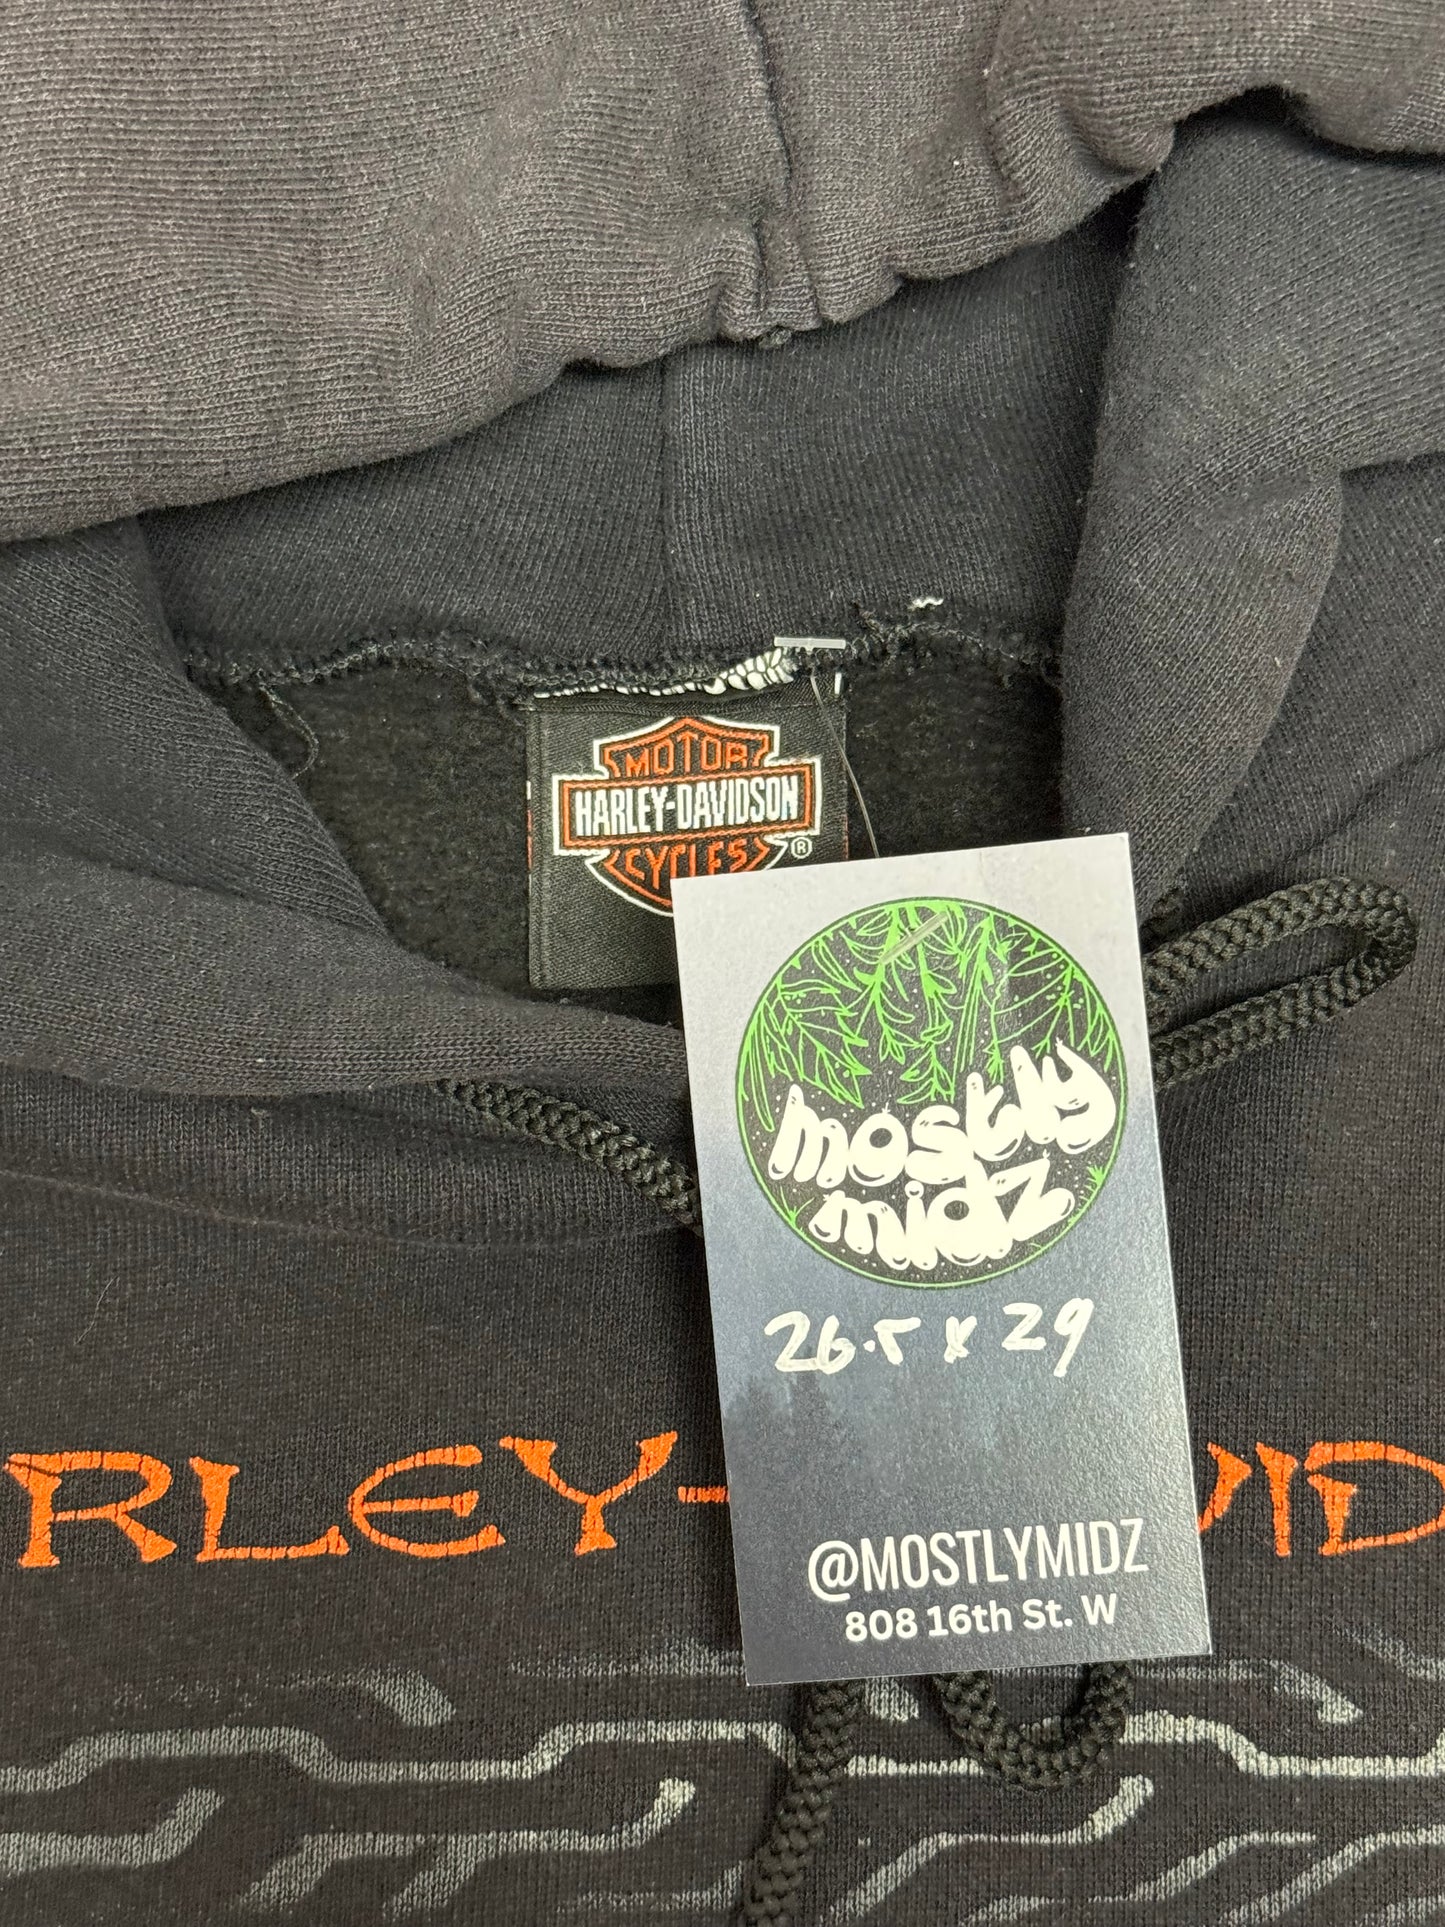 MOTOR
HARLEY-DAVIDSON
CYCLES
®
mostly
midz
26.5 x 29
RLEY- VID
@MOSTLYMIDZ
808 16th St. W